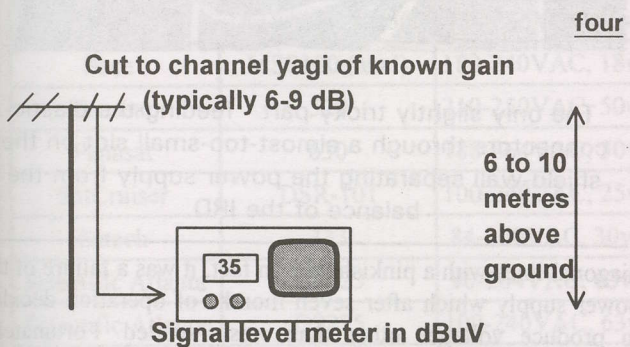 four
Cut to channel yagi of known gain
(typically 6-9 dB)
6 to 10
metres
above
ground
35
Signal level meter in dBuV